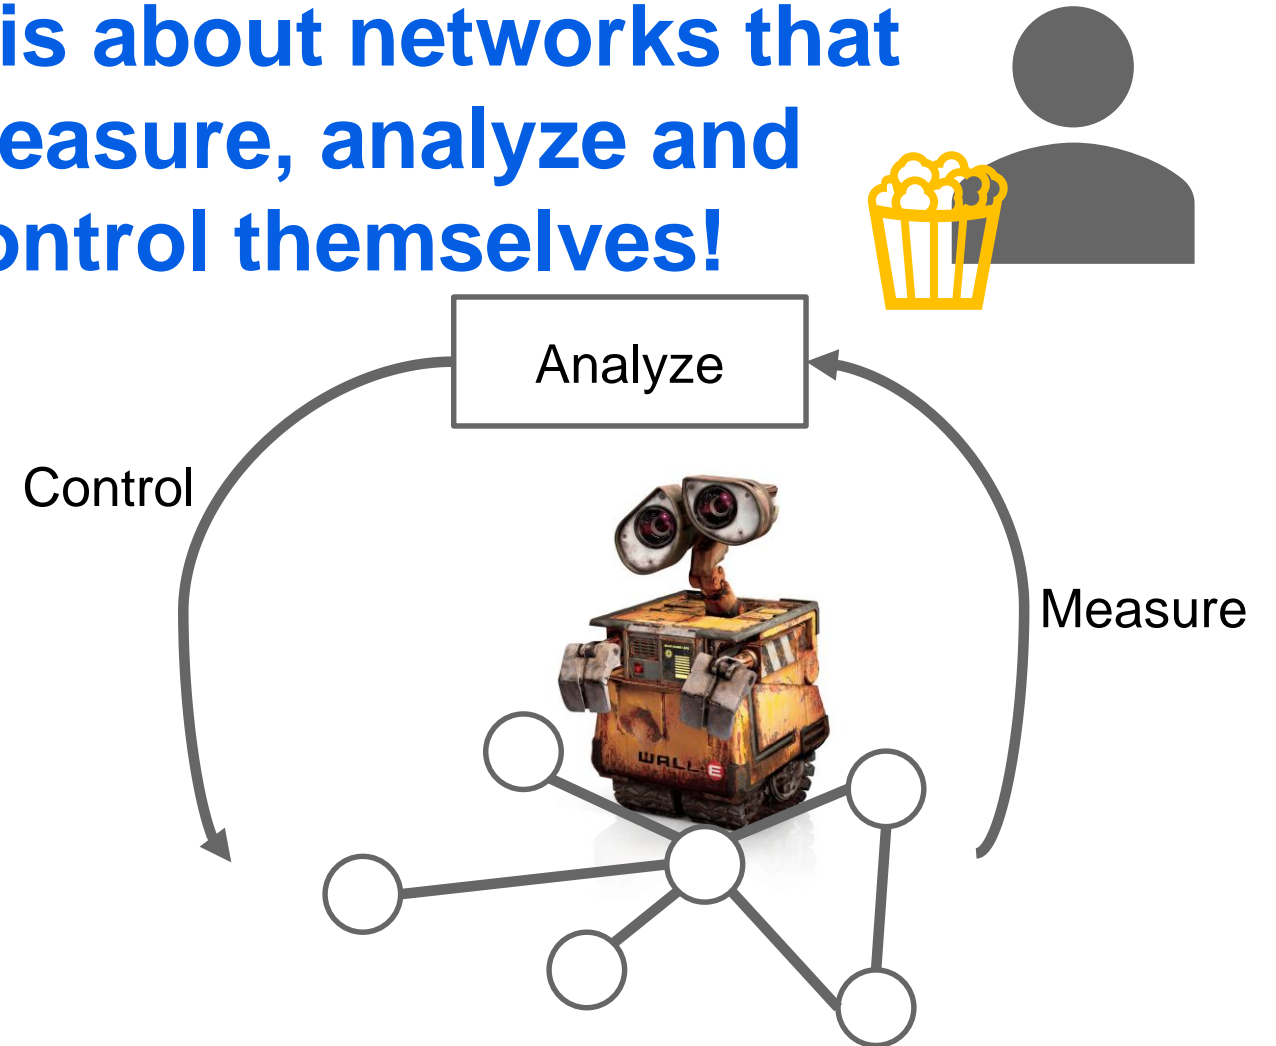 is about networks that
easure, analyze and
ontrol themselves!
Analyze
Control
Measure
WALL•E